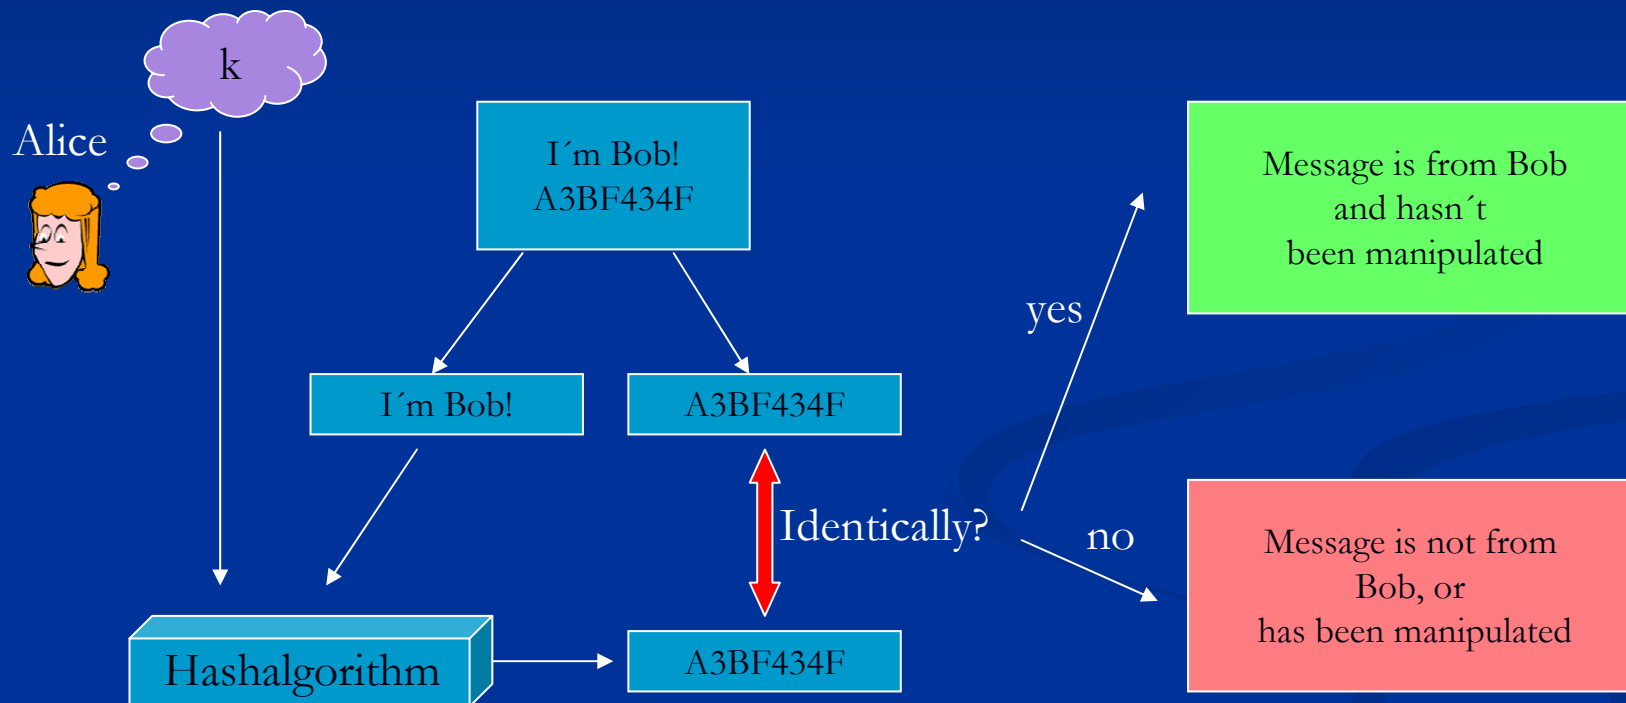 k
Alice
I´m Bob!
A3BF434F
Message is from Bob
and hasn´t
been manipulated
yes
I´m Bob!
A3BF434F
Identically?
no
Message is not from
Bob, or
has been manipulated
Hashalgorithm
A3BF434F